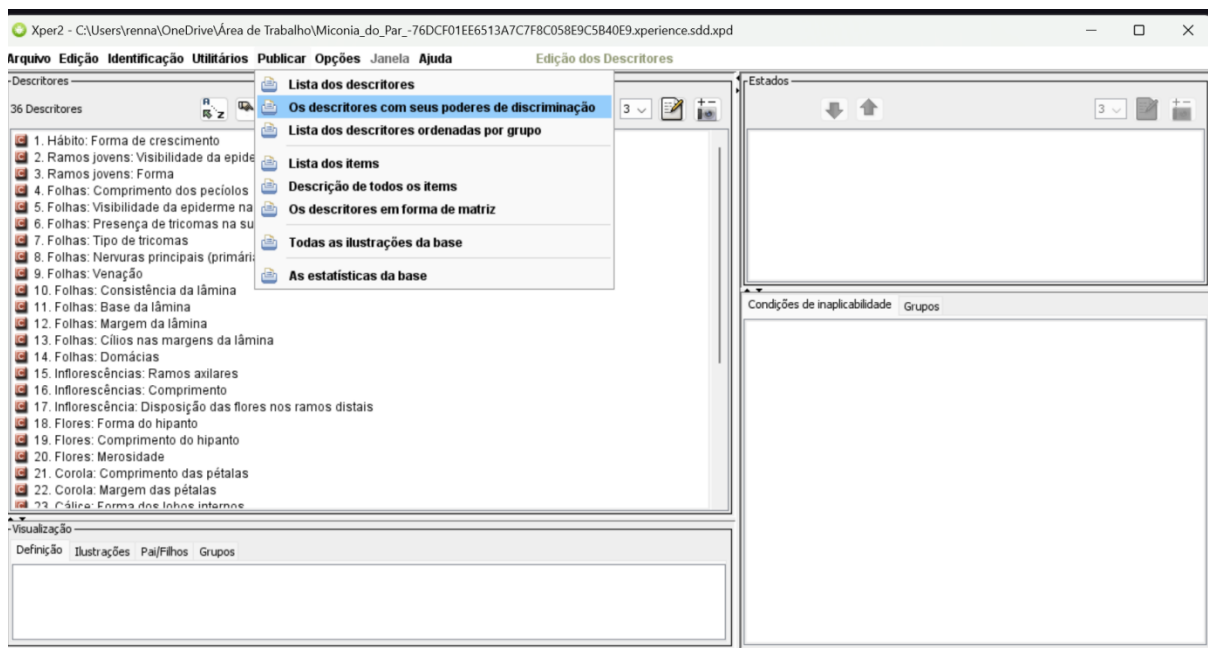 Xper2 - C:\Users\renna\OneDrive\Área de Trabalho\Miconia_do_Par_-76DCF01EE6513A7C7F8C058E9C5B40E9.xperience.sdd.xpd
Arquivo Edição Identificação Utilitários Publicar Opções Janela Ajuda Edição dos Descritores
Descritores
36 Descritores
3
1. Hábito: Forma de crescimento
2. Ramos jovens: Visibilidade da epide
3. Ramos jovens: Forma
4. Folhas: Comprimento dos pecíolos
5. Folhas: Visibilidade da epiderme na
6. Folhas: Presença de tricomas na su
7. Folhas: Tipo de tricomas
8. Folhas: Nervuras principais (primári
9. Folhas: Venação
10. Folhas: Consistência da lâmina
11. Folhas: Base da lâmina
12. Folhas: Margem da lâmina
13. Folhas: Cílios nas margens da lâmina
14. Folhas: Domácias
15. Inflorescências: Ramos axilares
16. Inflorescências: Comprimento
17. Inflorescência: Disposição das flores nos ramos distais
18. Flores: Forma do hipanto
19. Flores: Comprimento do hipanto
20. Flores: Merosidade
21. Corola: Comprimento das pétalas
22. Corola: Margem das pétalas
23. Cálice: Forma dos lobos internos
Lista dos descritores
Os descritores com seus poderes de discriminação
Lista dos descritores ordenadas por grupo
Lista dos items
Descrição de todos os items
Os descritores em forma de matriz
Todas as ilustrações da base
As estatísticas da base
Visualização
Definição Ilustrações Pai/Filhos Grupos
Estados
3
Condições de inaplicabilidade Grupos